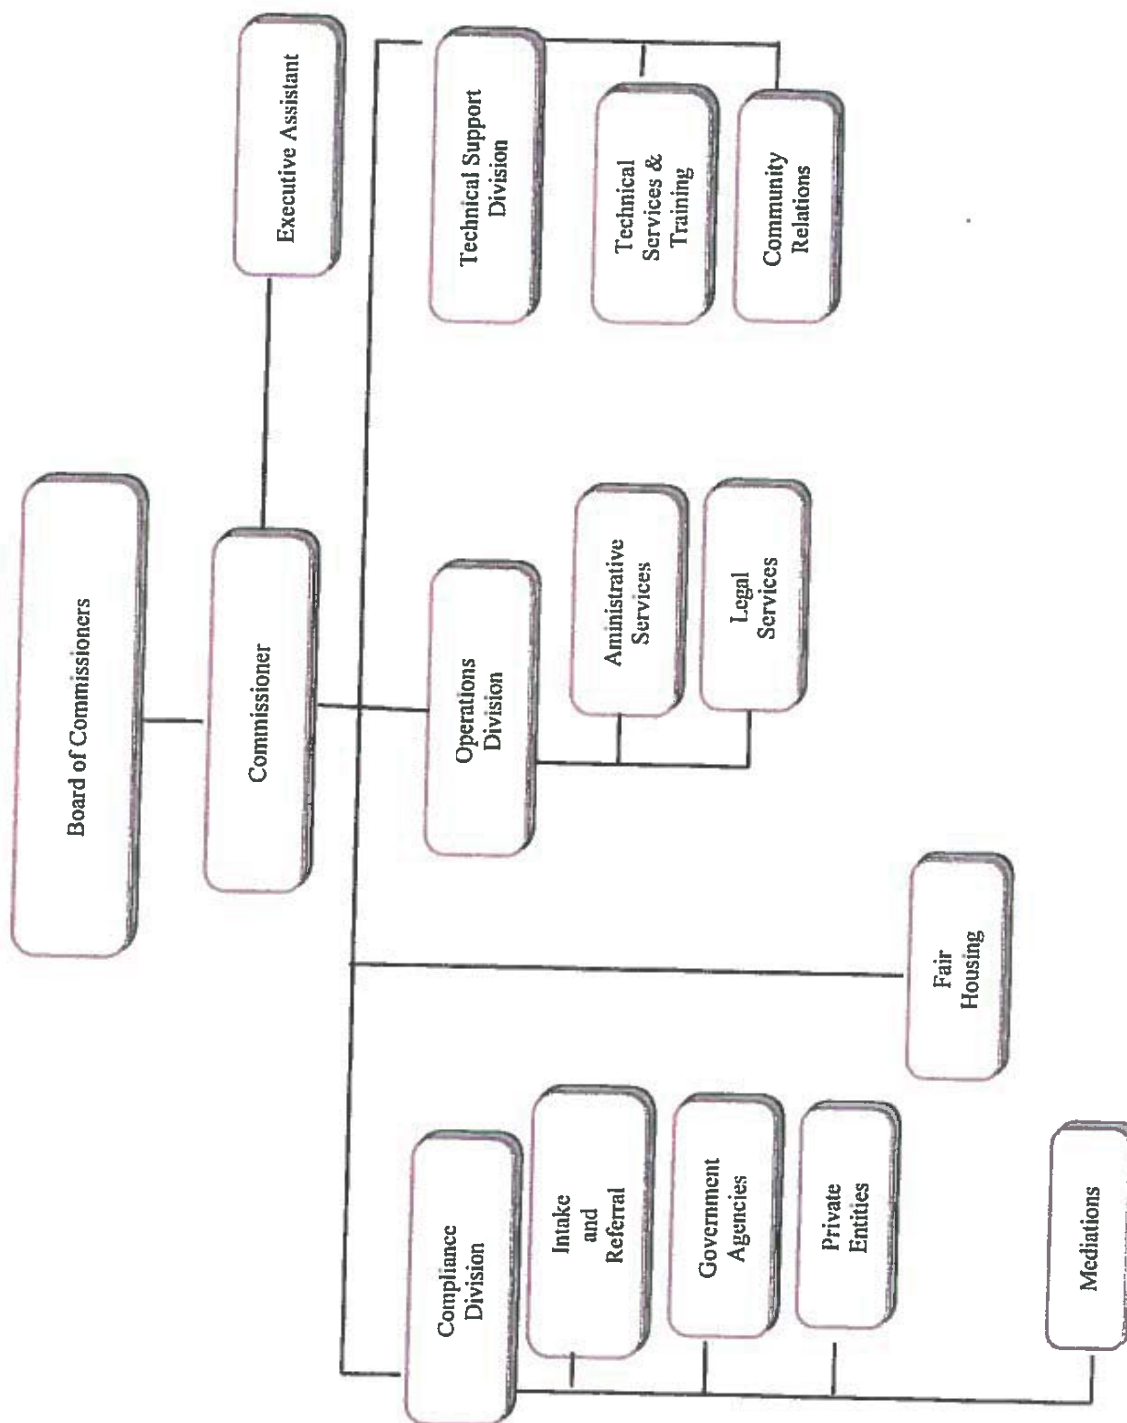 Board of Commissioners
Commissioner
Executive Assistant
Compliance
Division
Intake
and
Referral
Government
Agencies
Private
Entities
Mediations
Fair
Housing
Operations
Division
Aministrative
Services
Legal
Services
Technical Support
Division
Technical
Services &
Training
Community
Relations